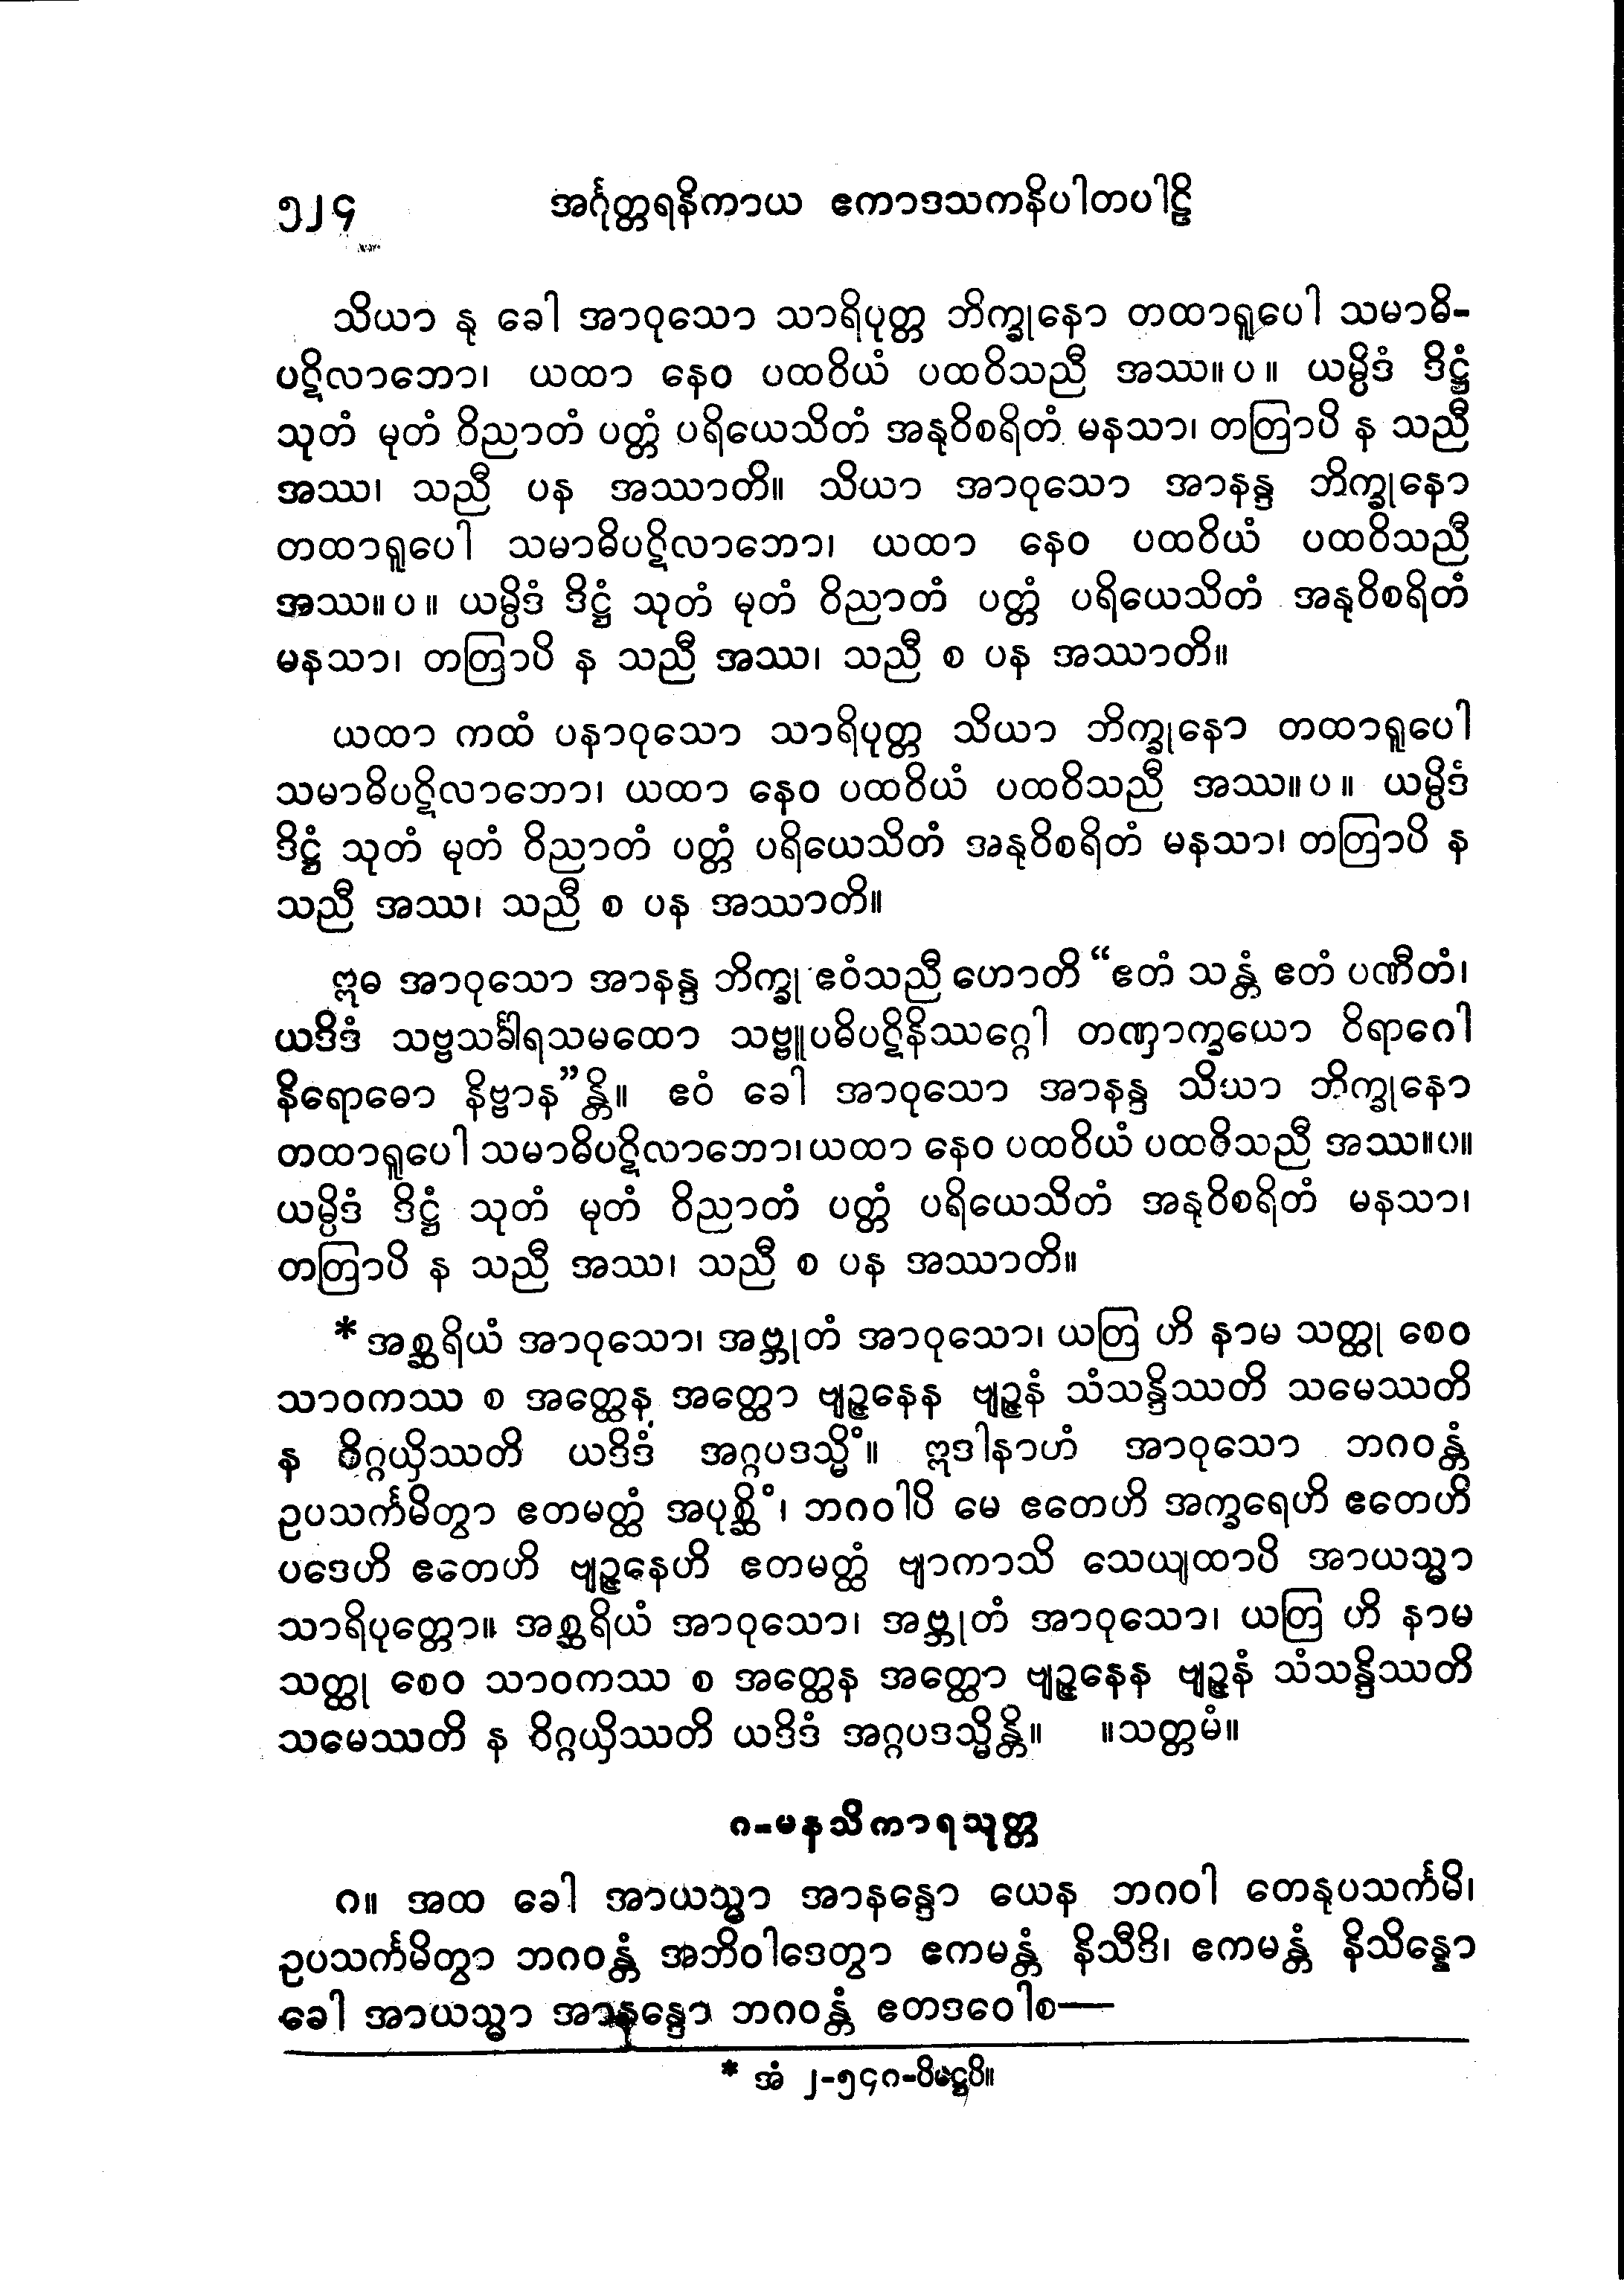 ၅၂၄ အင်္ဂုတ္တရနိကာယ ဧကာဒသကနိပါတပါဠိ
သိယာ နု ခေါ အာဝုသော သာရိပုတ္တ ဘိက္ခုနော တထာရူပေါ သမာဓိ-
ပဋိလာဘော၊ ယထာ နေဝ ပထဝိယံ ပထဝိသညီ အဿ။ပ။ ယမ္ပိဒံ ဒိဋ္ဌံ
သုတံ မုတံ ဝိညာတံ ပတ္တံ ပရိယေသိတံ အနုဝိစရိတံ မနသာ၊ တတြာပိ န သညီ
အဿ၊ သညီ ပန အဿာတိ။ သိယာ အာဝုသော အာနန္ဒ ဘိက္ခုနော
တထာရူပေါ သမာဓိပဋိလာဘော၊ ယထာ နေဝ ပထဝိယံ ပထဝိသညီ
အဿ။ပ။ ယမ္ပိဒံ ဒိဋ္ဌံ သုတံ မုတံ ဝိညာတံ ပတ္တံ ပရိယေသိတံ အနုဝိစရိတံ
မနသာ၊ တတြာပိ န သညီ အဿ၊ သညီ စ ပန အဿာတိ။
ယထာ ကထံ ပနာဝုသော သာရိပုတ္တ သိယာ ဘိက္ခုနော တထာရူပေါ
သမာဓိပဋိလာဘော၊ ယထာ နေဝ ပထဝိယံ ပထဝိသညီ အဿ။ပ။ ယမ္ပိဒံ
ဒိဋ္ဌံ သုတံ မုတံ ဝိညာတံ ပတ္တံ ပရိယေသိတံ အနုဝိစရိတံ မနသာ၊ တတြာပိ န
သညီ အဿ၊ သညီ စ ပန အဿာတိ။
ဣဓ အာဝုသော အာနန္ဒ ဘိက္ခု ဧဝံသညီ ဟောတိ “ဧတံ သန္တံ ဧတံ ပဏီတံ၊
ယဒိဒံ သဗ္ဗသင်္ခါရသမထော သဗ္ဗူပဓိပဋိနိဿဂ္ဂေါ တဏှာက္ခယော ဝိရာဂေါ
နိရောဓော နိဗ္ဗာန”န္တိ။ ဧဝံ ခေါ အာဝုသော အာနန္ဒ သိယာ ဘိက္ခုနော
တထာရူပေါ သမာဓိပဋိလာဘော၊ယထာ နေဝ ပထဝိယံ ပထဝိသညီ အဿ။ပ။
ယမ္ပိဒံ ဒိဋ္ဌံ သုတံ မုတံ ဝိညာတံ ပတ္တံ ပရိယေသိတံ အနုဝိစရိတံ မနသာ၊
တတြာပိ န သညီ အဿ၊ သညီ စ ပန အဿာတိ။
* အစ္ဆရိယံ အာဝုသော၊ အဗ္ဘုတံ အာဝုသော၊ ယတြ ဟိ နာမ သတ္ထု စေဝ
သာဝကဿ စ အတ္ထေန အတ္ထော ဗျဉ္ဇနေန ဗျဉ္ဇနံ သံသန္ဒိဿတိ သမေဿတိ
န ဝိဂ္ဂယှိဿတိ ယဒိဒံ အဂ္ဂပဒသ္မိံ။ ဣဒါနာဟံ အာဝုသော ဘဂဝန္တံ
ဥပသင်္ကမိတွာ ဧတမတ္ထံ အပုစ္ဆိံ၊ ဘဂဝါပိ မေ ဧတေဟိ အက္ခရေဟိ ဧတေဟိ
ပဒေဟိ ဧတေဟိ ဗျဉ္ဇနေဟိ ဧတမတ္ထံ ဗျာကာသိ သေယျထာပိ အာယသ္မာ
သာရိပုတ္တော။ အစ္ဆရိယံ အာဝုသော၊ အဗ္ဘုတံ အာဝုသော၊ ယတြ ဟိ နာမ
သတ္ထု စေဝ သာဝကဿ စ အတ္ထေန အတ္ထော ဗျဉ္ဇနေန ဗျဉ္ဇနံ သံသန္ဒိဿတိ
သမေဿတိ န ဝိဂ္ဂယှိဿတိ ယဒိဒံ အဂ္ဂပဒသ္မိန္တိ။ ။သတ္တမံ။
၈-မနသိကာရသုတ္တ
၈။ အထ ခေါ အာယသ္မာ အာနန္ဒော ယေန ဘဂဝါ တေနုပသင်္ကမိ၊
ဥပသင်္ကမိတွာ ဘဂဝန္တံ အဘိဝါဒေတွာ ဧကမန္တံ နိသီဒိ၊ ဧကမန္တံ နိသိန္နော
ခေါ အာယသ္မာ အာနန္ဒော ဘဂဝန္တံ ဧတဒဝေါစ—
* အံ ၂-၅၄၈-ပိဋ္ဌေပိ။